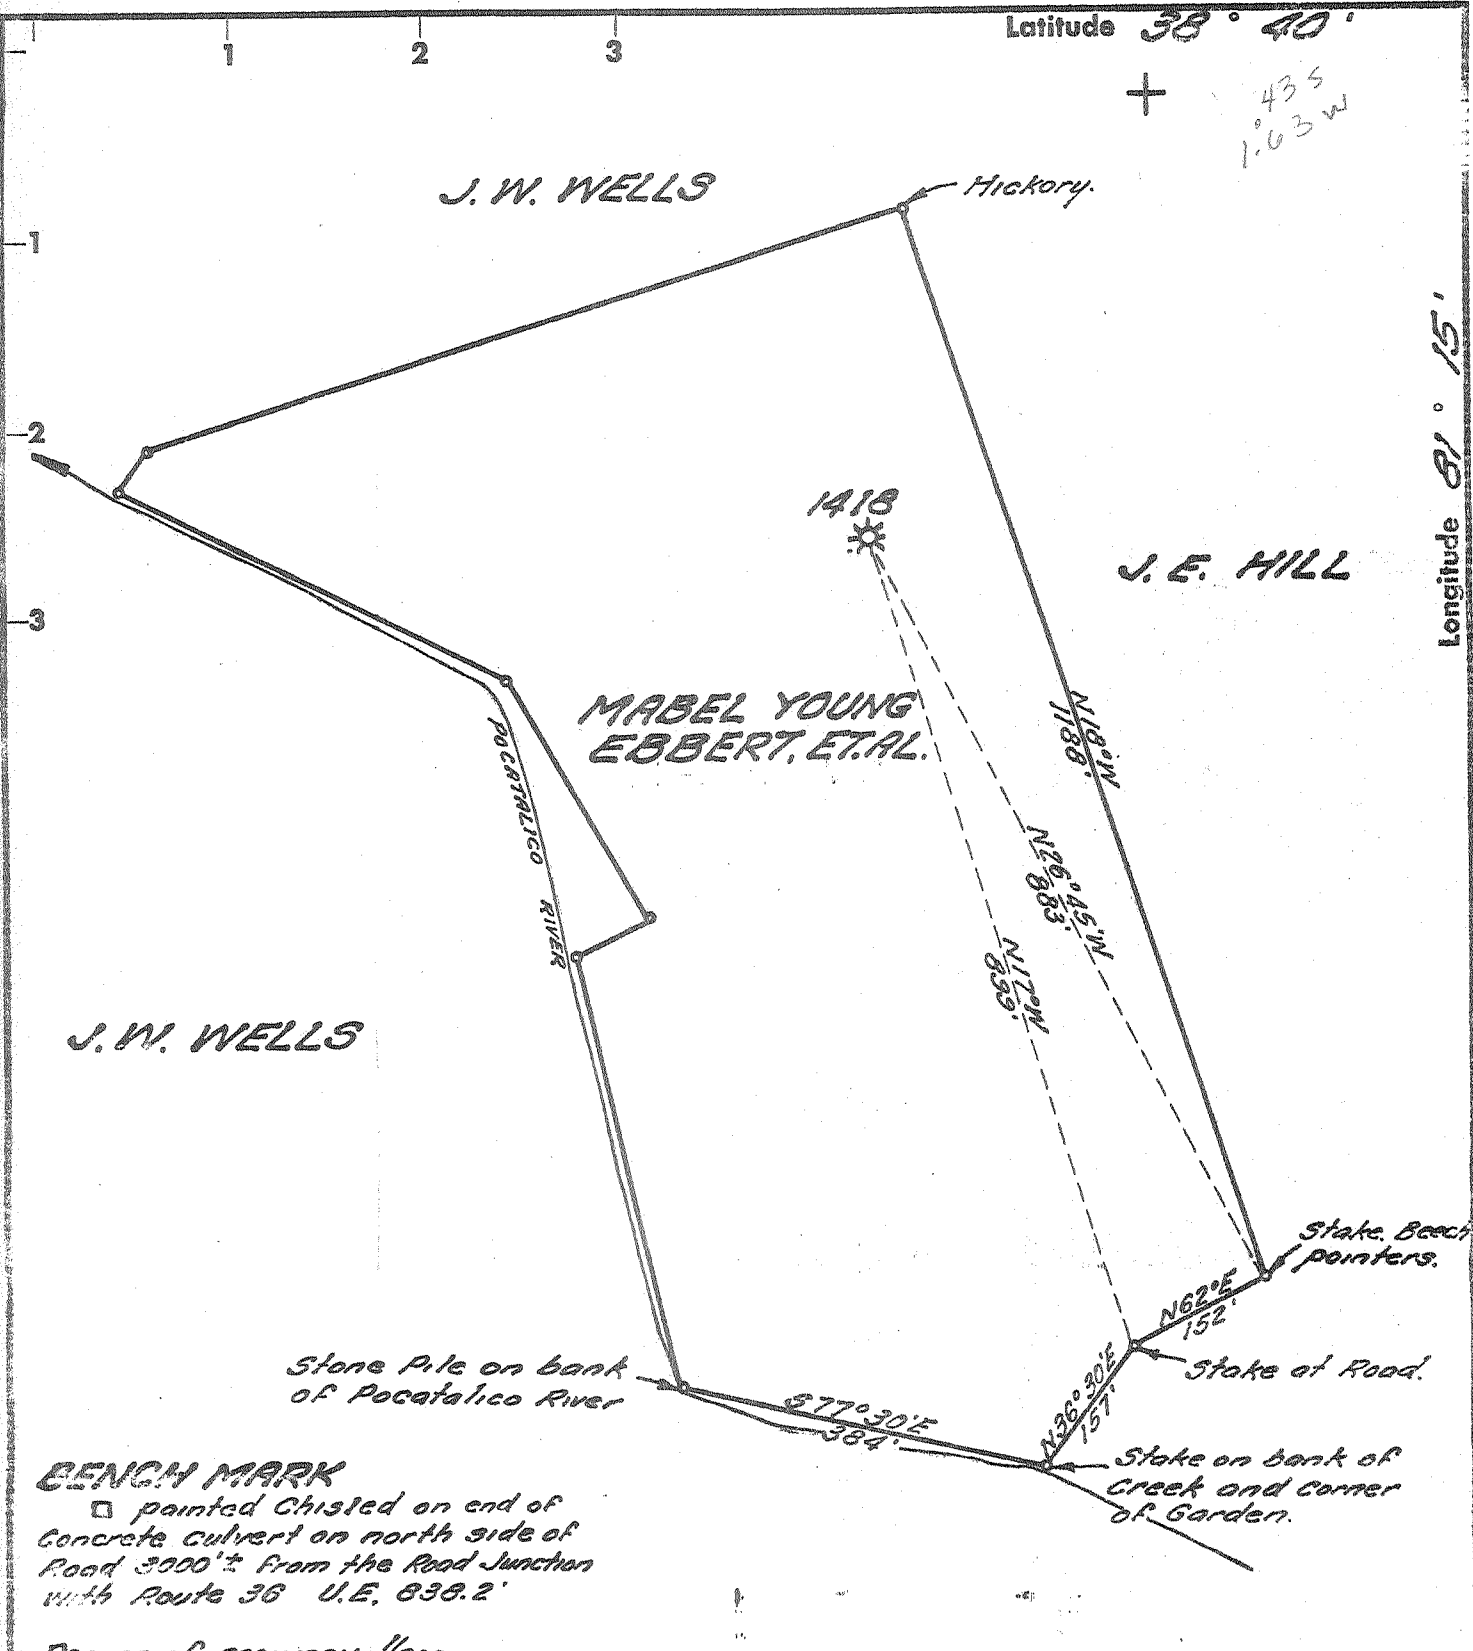 Latitude 38° 40'
1 2 3
.43 S
1.63 W
J.W. WELLS
Hickory.
1
2
3
Longitude 81° 15'
1418
J. E. HILL
MABEL YOUNG
EBBERT, ET.AL.
N18°W
1188'
POCATALICO RIVER
N26°45'W
883'
N17°W
899'
J.W. WELLS
Stake. Beech
pointers.
N62°E
152'
Stake at Road.
Stone Pile on bank
of Pocatalico River
S77°30'E
384'
N36°30'E
157'
Stake on bank of
Creek and corner
of Garden.
BENCH MARK
□ painted Chisled on end of
Concrete Culvert on north side of
Road 3000'± from the Road Junction
with Route 36 U.E. 838.2'